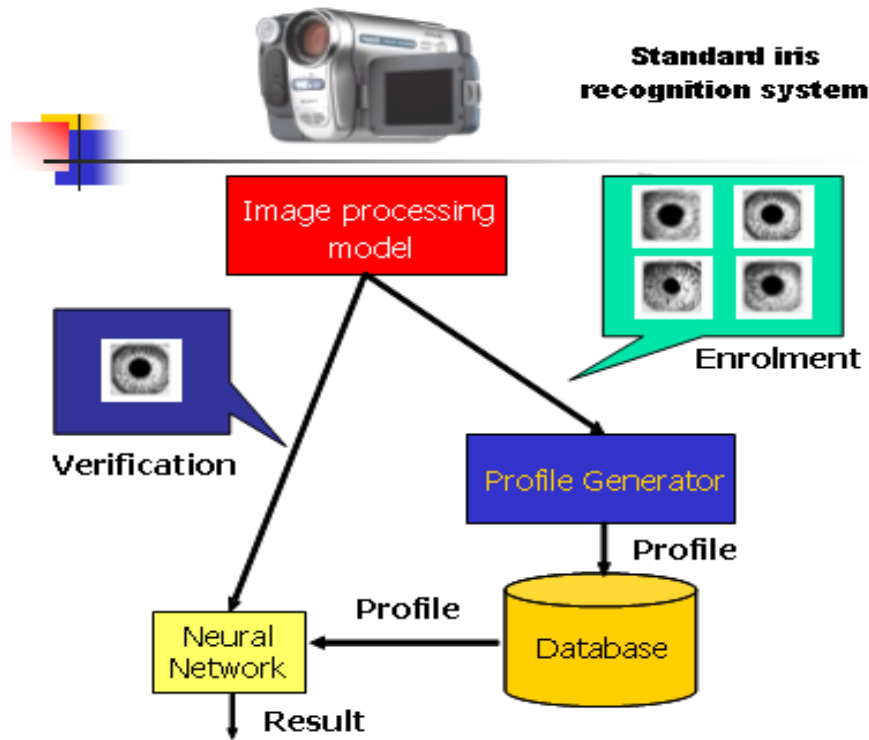 Standard iris
recognition system
Image processing
model
Enrolment
Verification
Profile Generator
Profile
Profile
Database
Neural
Network
Result